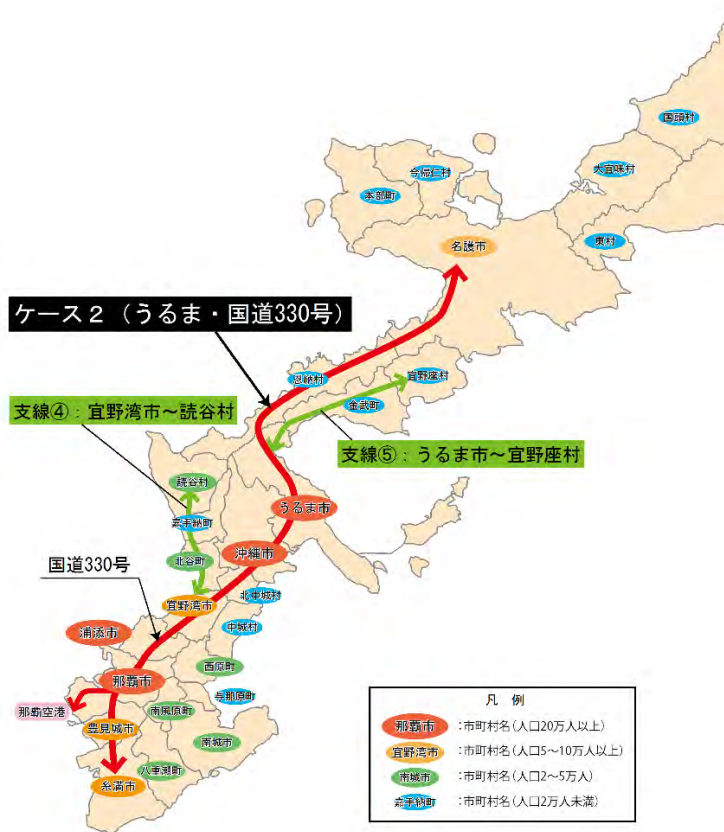 国頭村
大宜味村
今帰仁村
本部町
東村
名護市
ケース2（うるま・国道330号）
恩納村
宜野座村
金武町
支線④：宜野湾市～読谷村
支線⑤：うるま市～宜野座村
読谷村
うるま市
嘉手納町
沖縄市
北谷町
国道330号
北中城村
宜野湾市
中城村
浦添市
西原町
那覇市
与那原町
那覇空港
南風原町
豊見城市
南城市
八重瀬町
糸満市
凡 例
那覇市 ：市町村名(人口20万人以上)
宜野湾市 ：市町村名(人口5～10万人以上)
南城市 ：市町村名(人口2～5万人)
嘉手納町 ：市町村名(人口2万人未満)